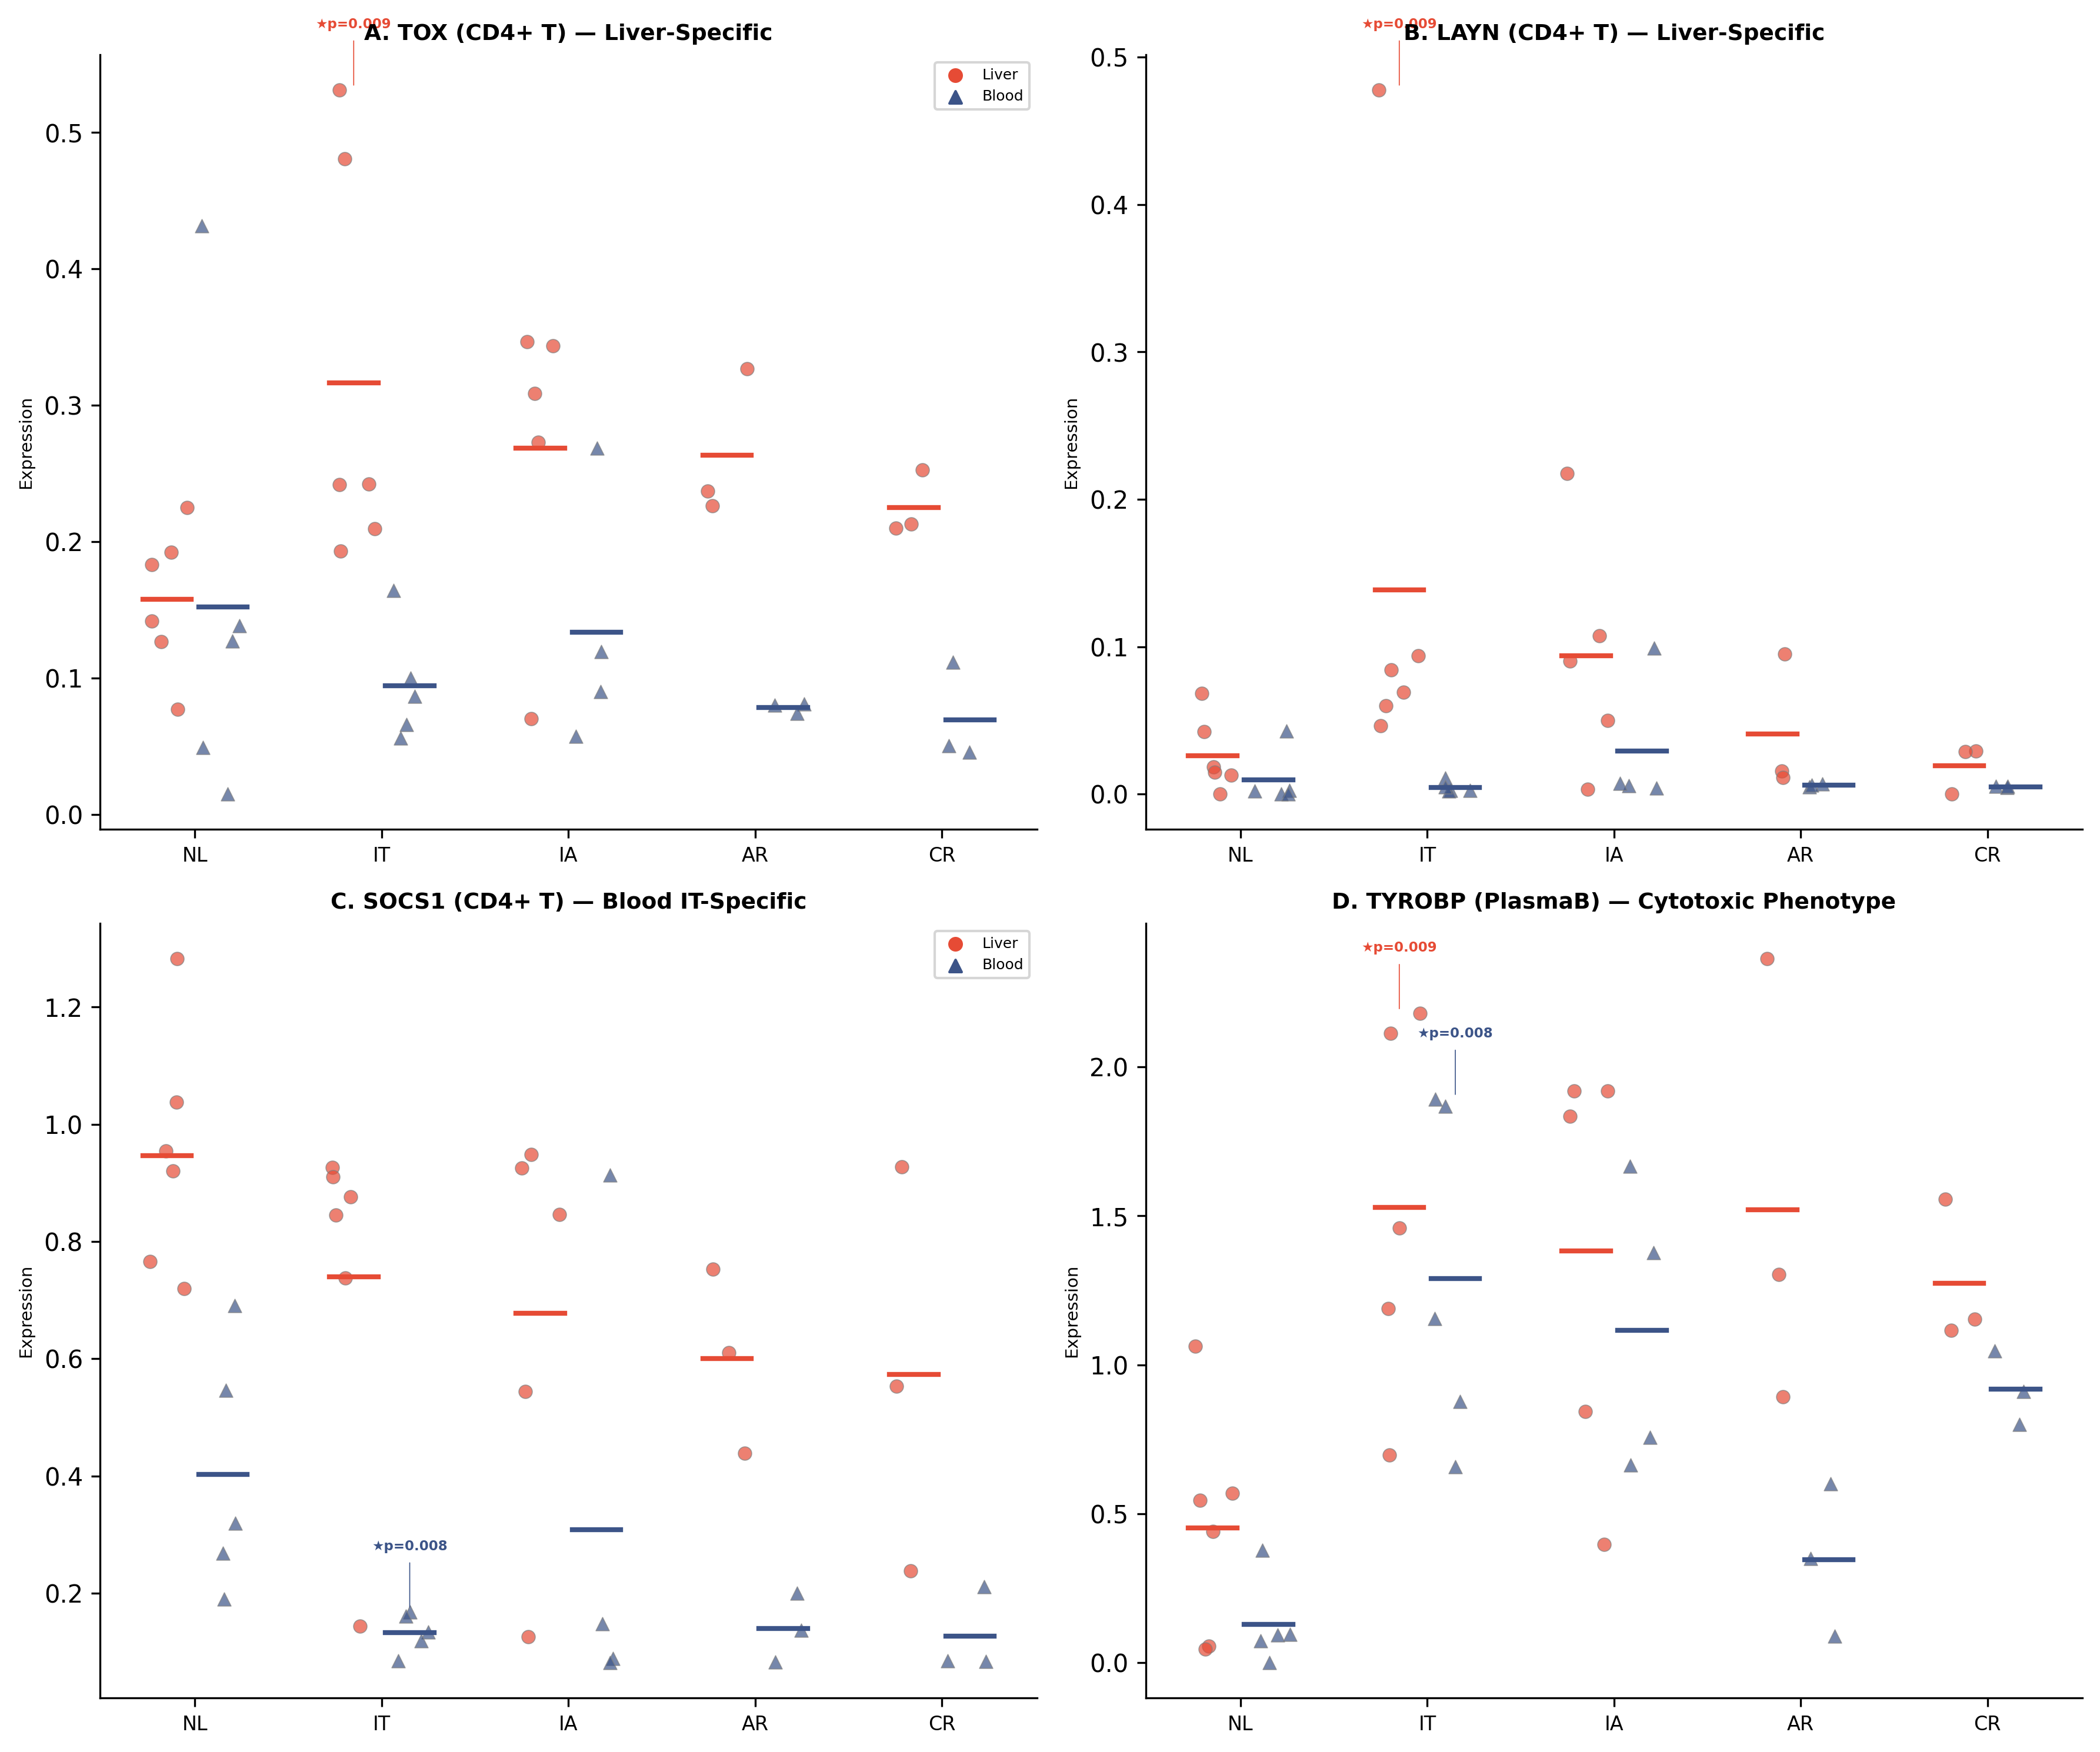 ★p=0.009
A. TOX (CD4+ T) — Liver-Specific
Liver
Blood
Expression
0.5
0.4
0.3
0.2
0.1
0.0
NL
IT
IA
AR
CR
★p=0.009
B. LAYN (CD4+ T) — Liver-Specific
Expression
0.5
0.4
0.3
0.2
0.1
0.0
NL
IT
IA
AR
CR
C. SOCS1 (CD4+ T) — Blood IT-Specific
Liver
Blood
Expression
1.2
1.0
0.8
0.6
0.4
0.2
★p=0.008
NL
IT
IA
AR
CR
D. TYROBP (PlasmaB) — Cytotoxic Phenotype
★p=0.009
★p=0.008
Expression
2.0
1.5
1.0
0.5
0.0
NL
IT
IA
AR
CR